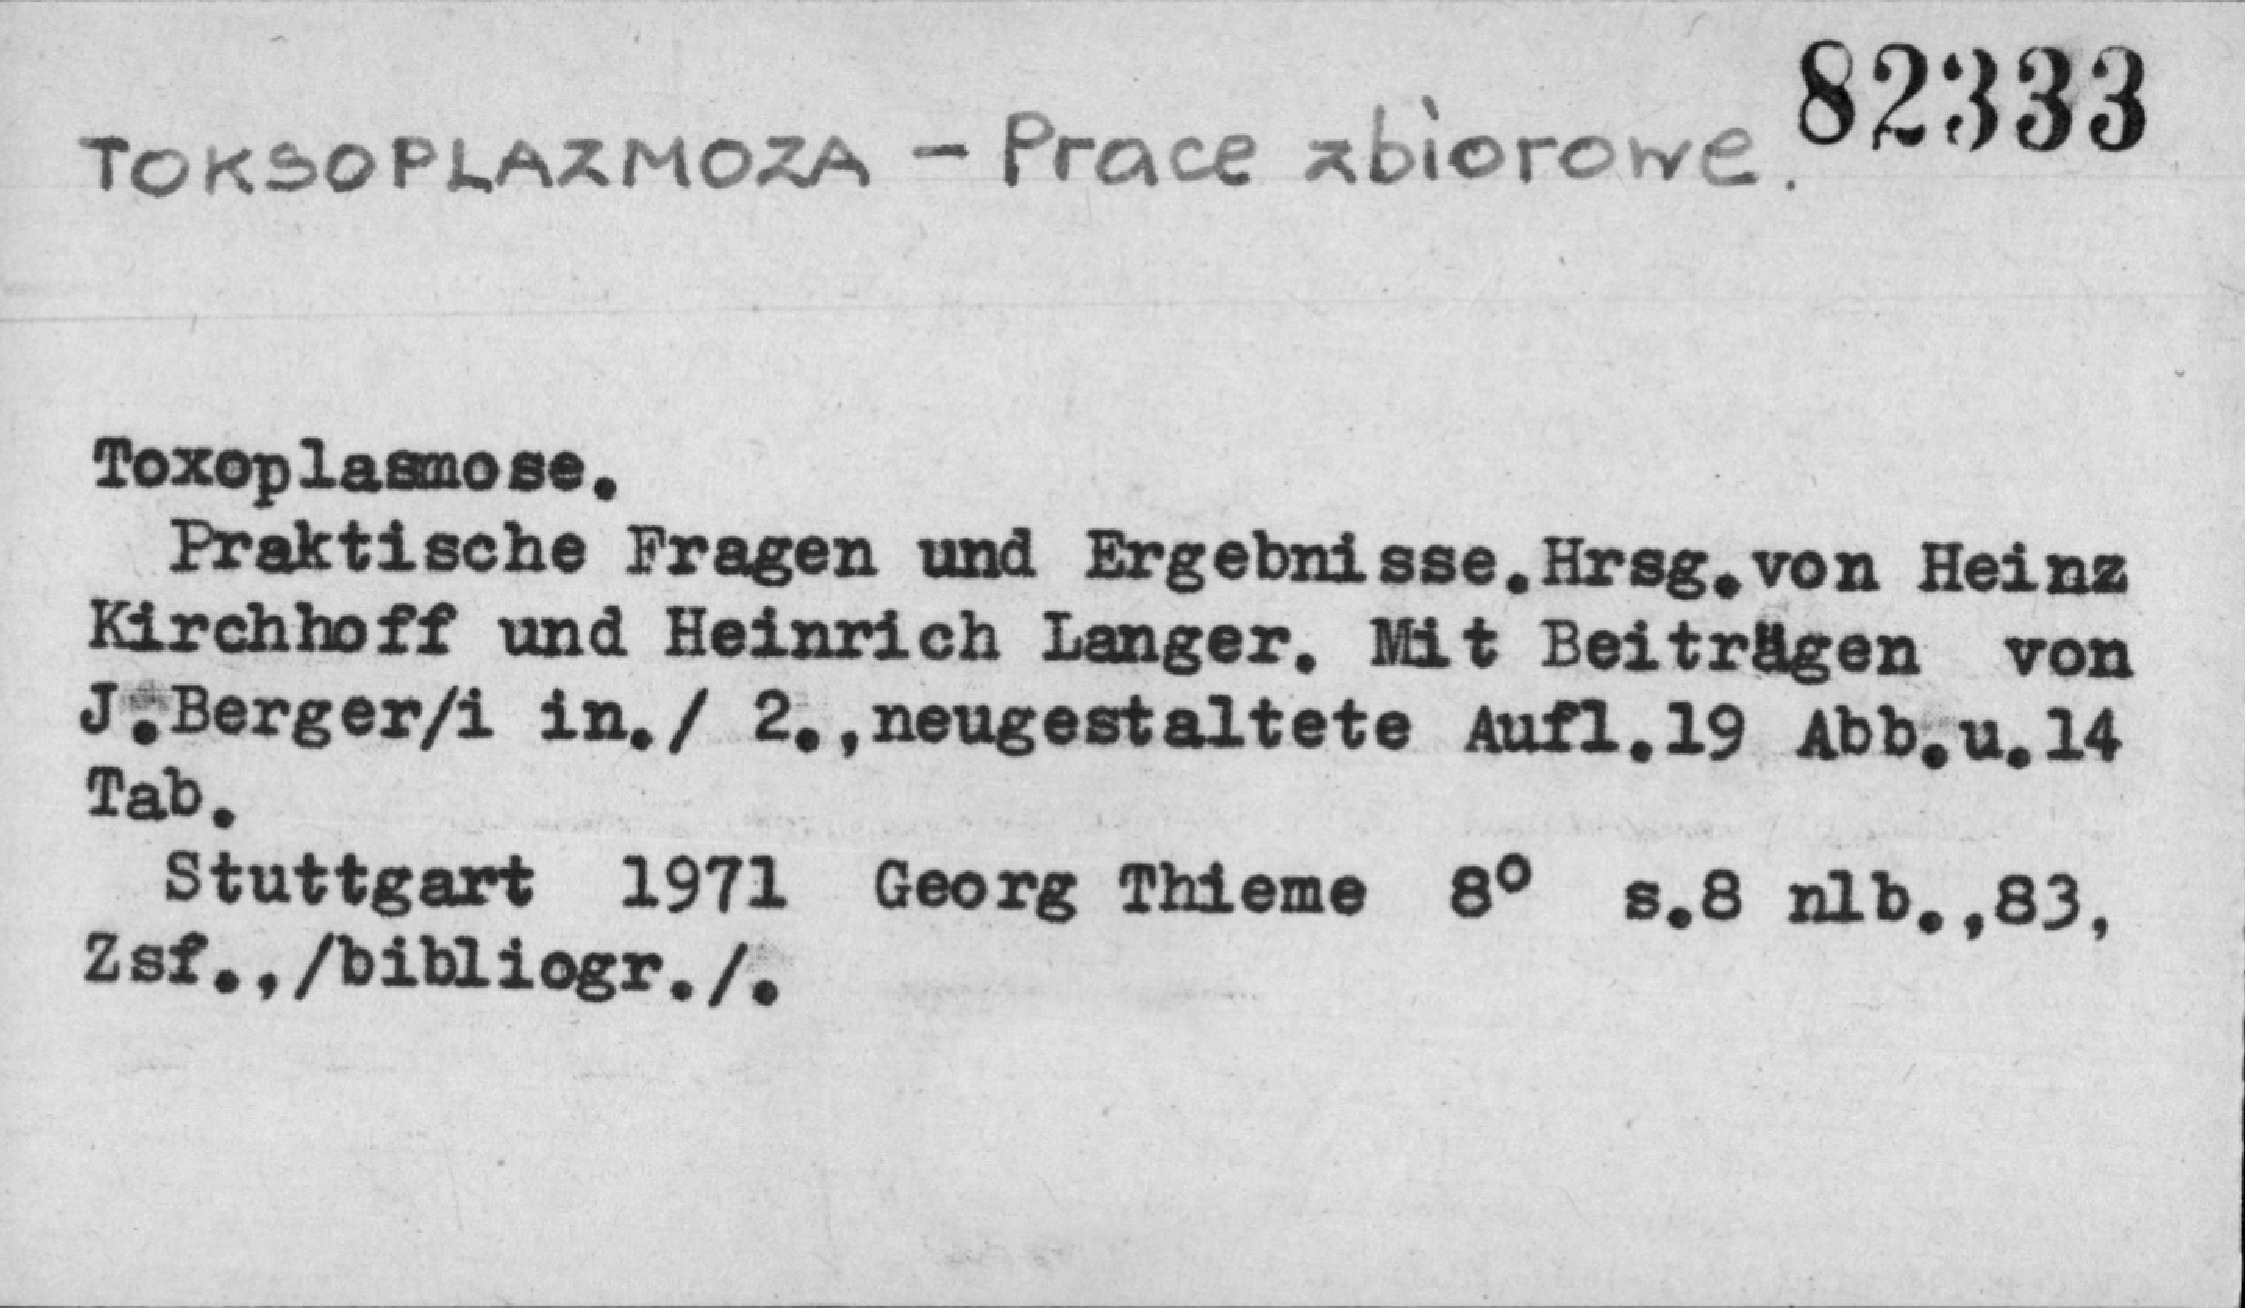 82333
TOKSOPLAZMOZA - Prace zbiorowe.
Toxoplasmose.
Praktische Fragen und Ergebnisse.Hrsg.von Heinz
Kirchhoff und Heinrich Langer. Mit Beiträgen von
J.Berger/i in./ 2.,neugestaltete Aufl.19 Abb.u.14
Tab.
Stuttgart 1971 Georg Thieme 8° s.8 nlb.,83,
Zsf.,/bibliogr./.